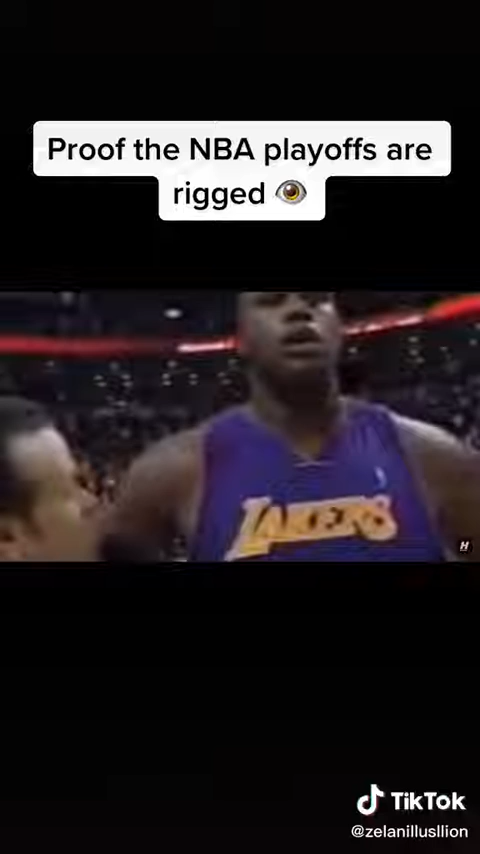 Proof the NBA playoffs are
rigged 👁️
LAKERS
H
TikTok
@zelanillusllion